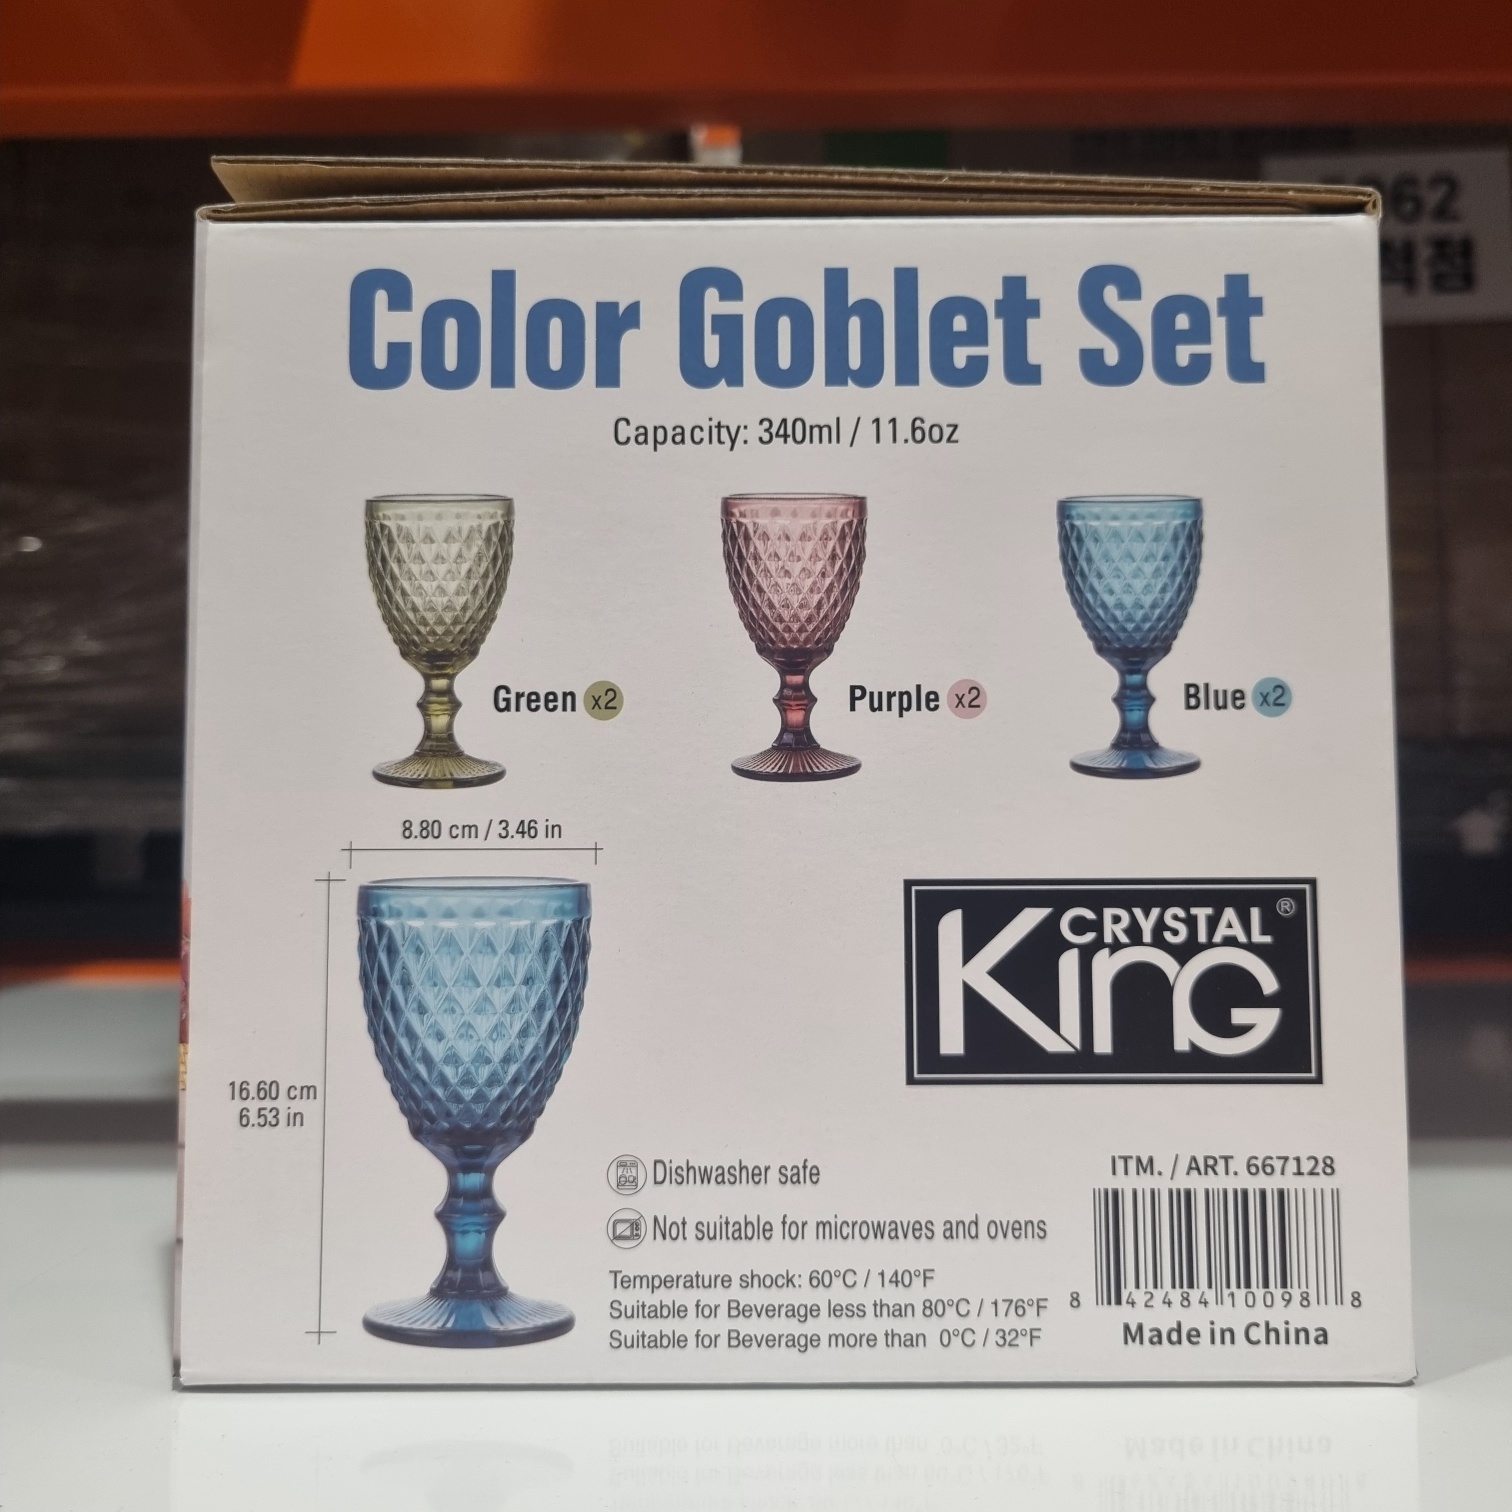 Color Goblet Set
Capacity: 340ml / 11.6oz
Green x2
Purple x2
Blue x2
8.80 cm / 3.46 in
16.60 cm
6.53 in
CRYSTAL
King®
Dishwasher safe
Not suitable for microwaves and ovens
Temperature shock: 60°C / 140°F
Suitable for Beverage less than 80°C / 176°F
Suitable for Beverage more than 0°C / 32°F
ITM. / ART. 667128
8 42484 10098 8
Made in China